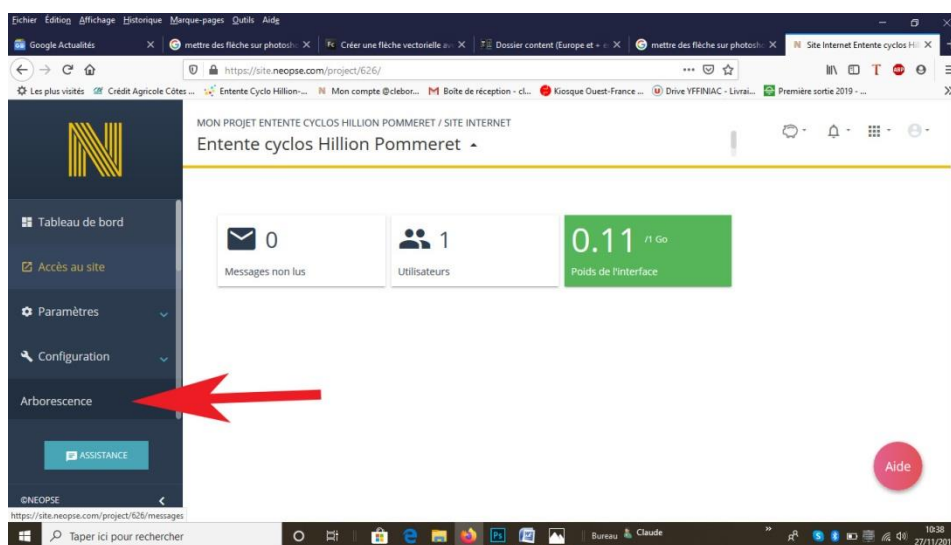 Fichier Édition Affichage Historique Marque-pages Outils Aide
Google Actualités mettre des flèche sur photosho Créer une flèche vectorielle av Dossier content (Europe et + mettre des flèche sur photosho Site Internet Entente cyclos Hil
https://site.neopse.com/project/626/
Les plus visités Crédit Agricole Côtes ... Entente Cyclo Hillion-... Mon compte @clebor... Boîte de réception - cl... Kiosque Ouest-France ... Drive YFFINIAC - Livrai... Première sortie 2019 - ...
MON PROJET ENTENTE CYCLOS HILLION POMMERET / SITE INTERNET
Entente cyclos Hillion Pommeret
Tableau de bord
Accès au site
Paramètres
Configuration
Arborescence
ASSISTANCE
©NEOPSE
0
Messages non lus
1
Utilisateurs
0.11 /1 Go
Poids de l'interface
Aide
https://site.neopse.com/project/626/messages
Taper ici pour rechercher
Bureau Claude
10:38
27/11/201